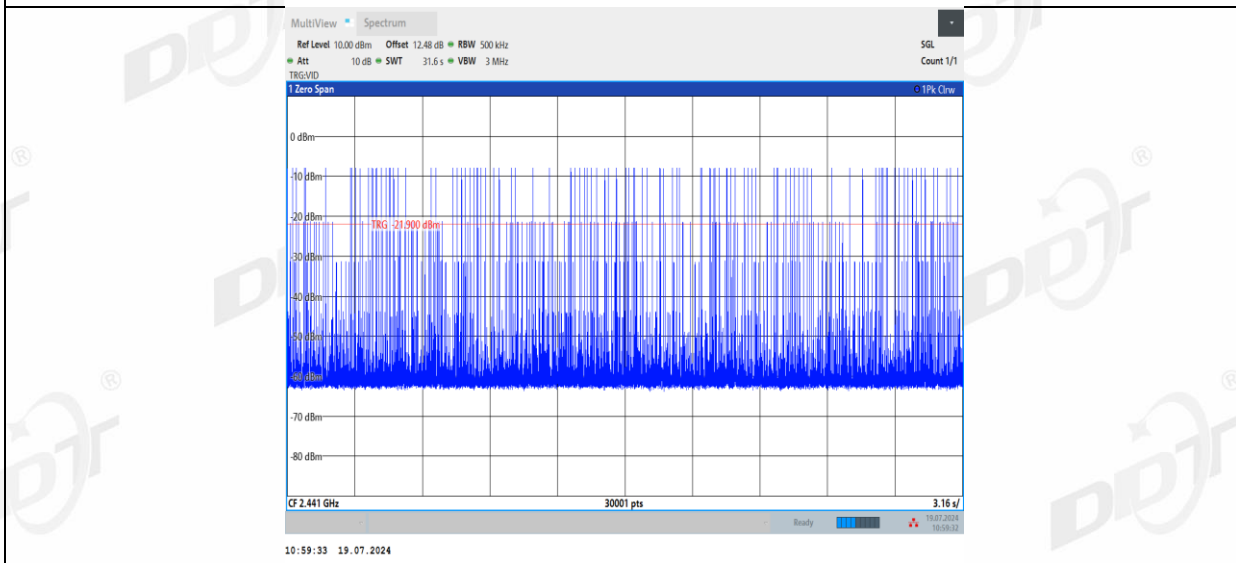 MultiView Spectrum
Ref Level 10.00 dBm Offset 12.48 dB RBW 500 kHz SGL
Att 10 dB SWT 31.6 s VBW 3 MHz Count 1/1
TRG:VID
1 Zero Span 1Pk Clrw
0 dBm
-10 dBm
-20 dBm
TRG -21.900 dBm
-30 dBm
-40 dBm
-50 dBm
-60 dBm
-70 dBm
-80 dBm
CF 2.441 GHz 30001 pts 3.16 s/
Ready 19.07.2024
10:59:32
10:59:33 19.07.2024
DDT
®